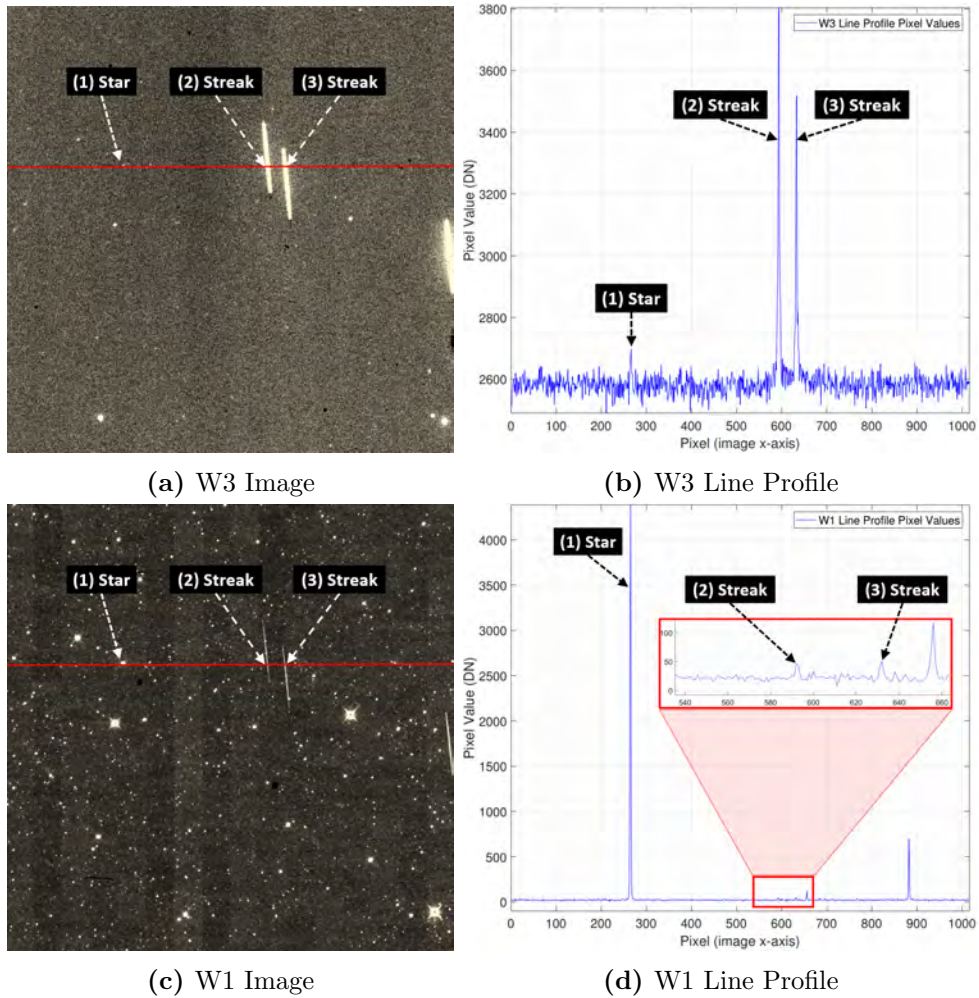 (1) Star
(2) Streak
(3) Streak
(a) W3 Image
W3 Line Profile Pixel Values
3800
3600
3400
3200
3000
2800
2600
Pixel Value (DN)
(2) Streak
(3) Streak
(1) Star
0 100 200 300 400 500 600 700 800 900 1000
Pixel (image x-axis)
(b) W3 Line Profile
(1) Star
(2) Streak
(3) Streak
(c) W1 Image
W1 Line Profile Pixel Values
4000
3500
3000
2500
2000
1500
1000
500
0
Pixel Value (DN)
(1) Star
(2) Streak
(3) Streak
100
50
0
540 560 580 600 620 640 660
0 100 200 300 400 500 600 700 800 900 1000
Pixel (image x-axis)
(d) W1 Line Profile